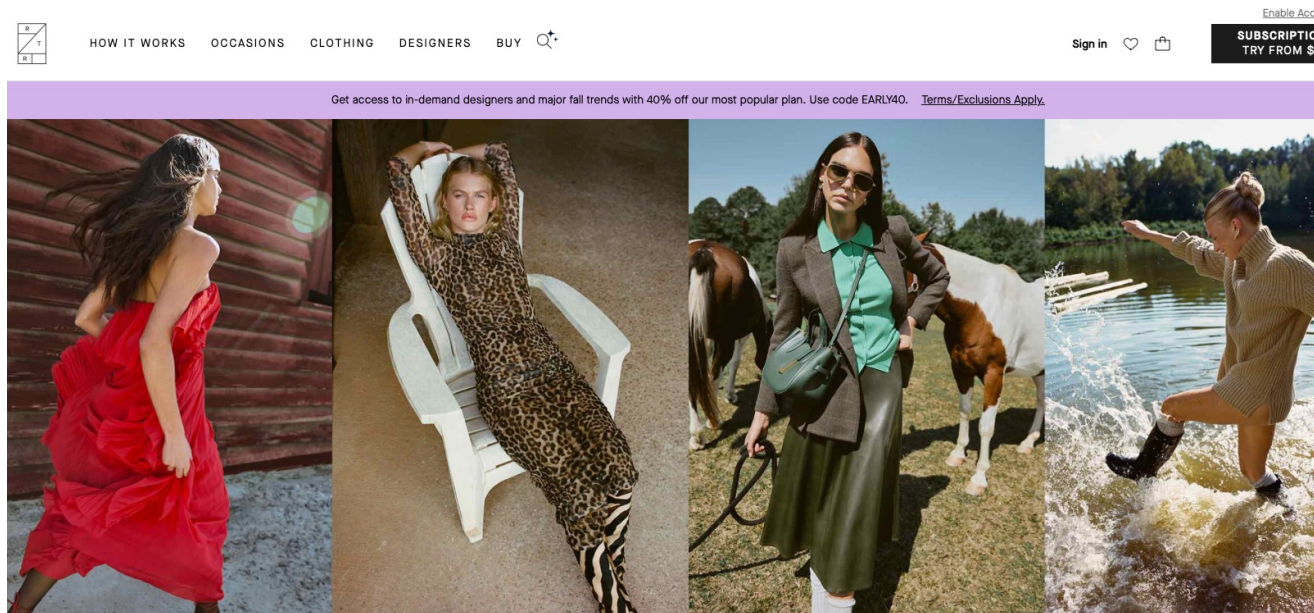 Enable Acc
R
T
R
HOW IT WORKS
OCCASIONS
CLOTHING
DESIGNERS
BUY
Sign in
SUBSCRIPTIO
TRY FROM $
Get access to in-demand designers and major fall trends with 40% off our most popular plan. Use code EARLY40. Terms/Exclusions Apply.